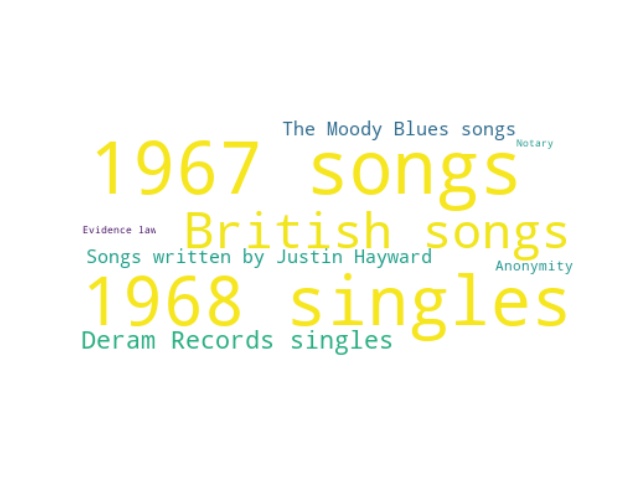 The Moody Blues songs
Notary
1967 songs
British songs
Evidence law
Songs written by Justin Hayward
Anonymity
1968 singles
Deram Records singles